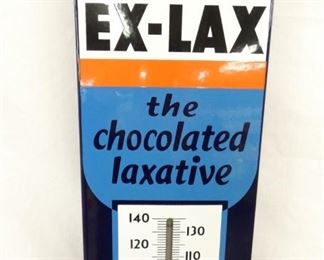 EX-LAX
the
chocolated
laxative
140
130
120
110